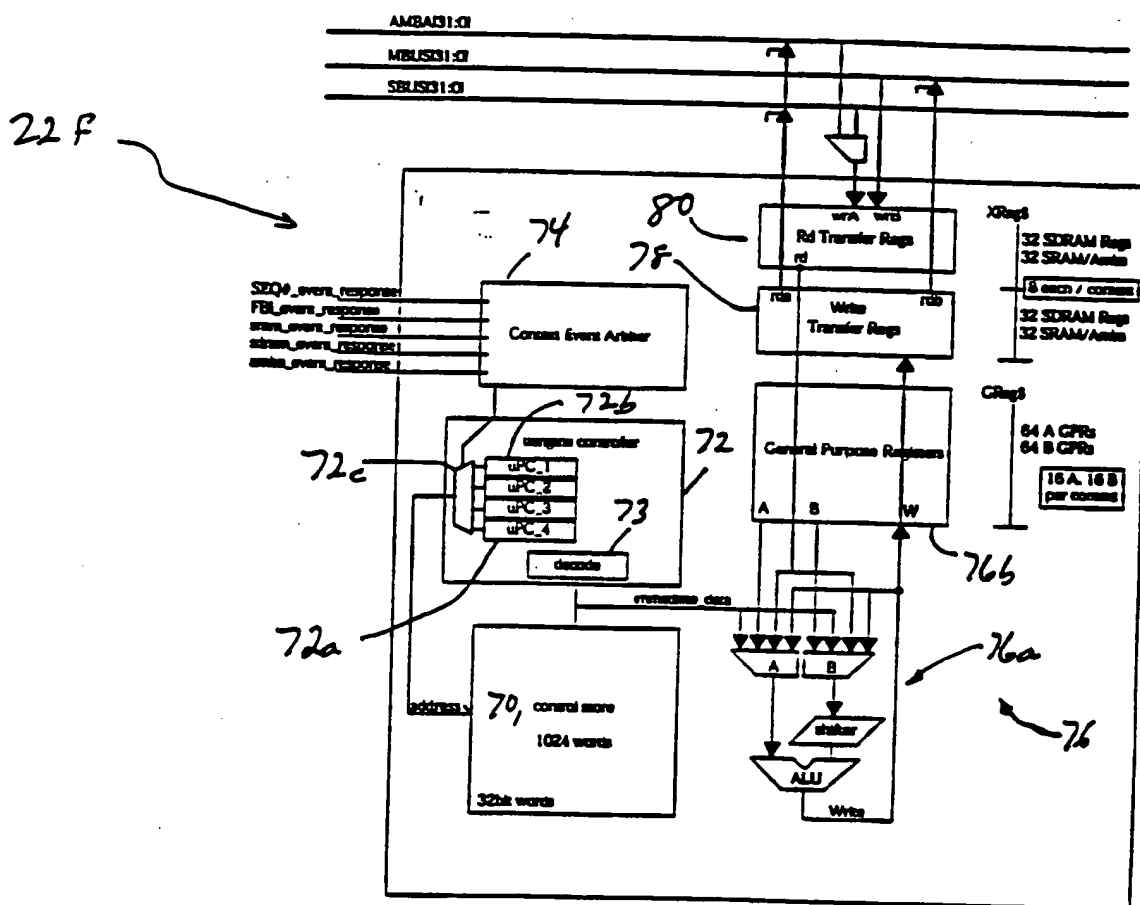 AMBA[31:0]
MBUS[31:0]
SBUS[31:0]
22F
80
wrA wrB
Rd Transfer Regs
rd
XRegs
32 SDRAM Regs
32 SRAM/Amba
8 each / context
32 SDRAM Regs
32 SRAM/Amba
74
78
rda
rdb
Write
Transfer Regs
SEQ#_event_response
FBI_event_response
sram_event_response
sdram_event_response
amba_event_response
Context Event Arbiter
GRegs
64 A GPRs
64 B GPRs
16 A, 16 B
per context
General Purpose Registers
A B W
72b
72
72c
uengine controller
uPC_1
uPC_2
uPC_3
uPC_4
73
decode
76b
immediate_data
72a
A B
76a
76
address
70,
control store
1024 words
32bit words
shifter
ALU
Write